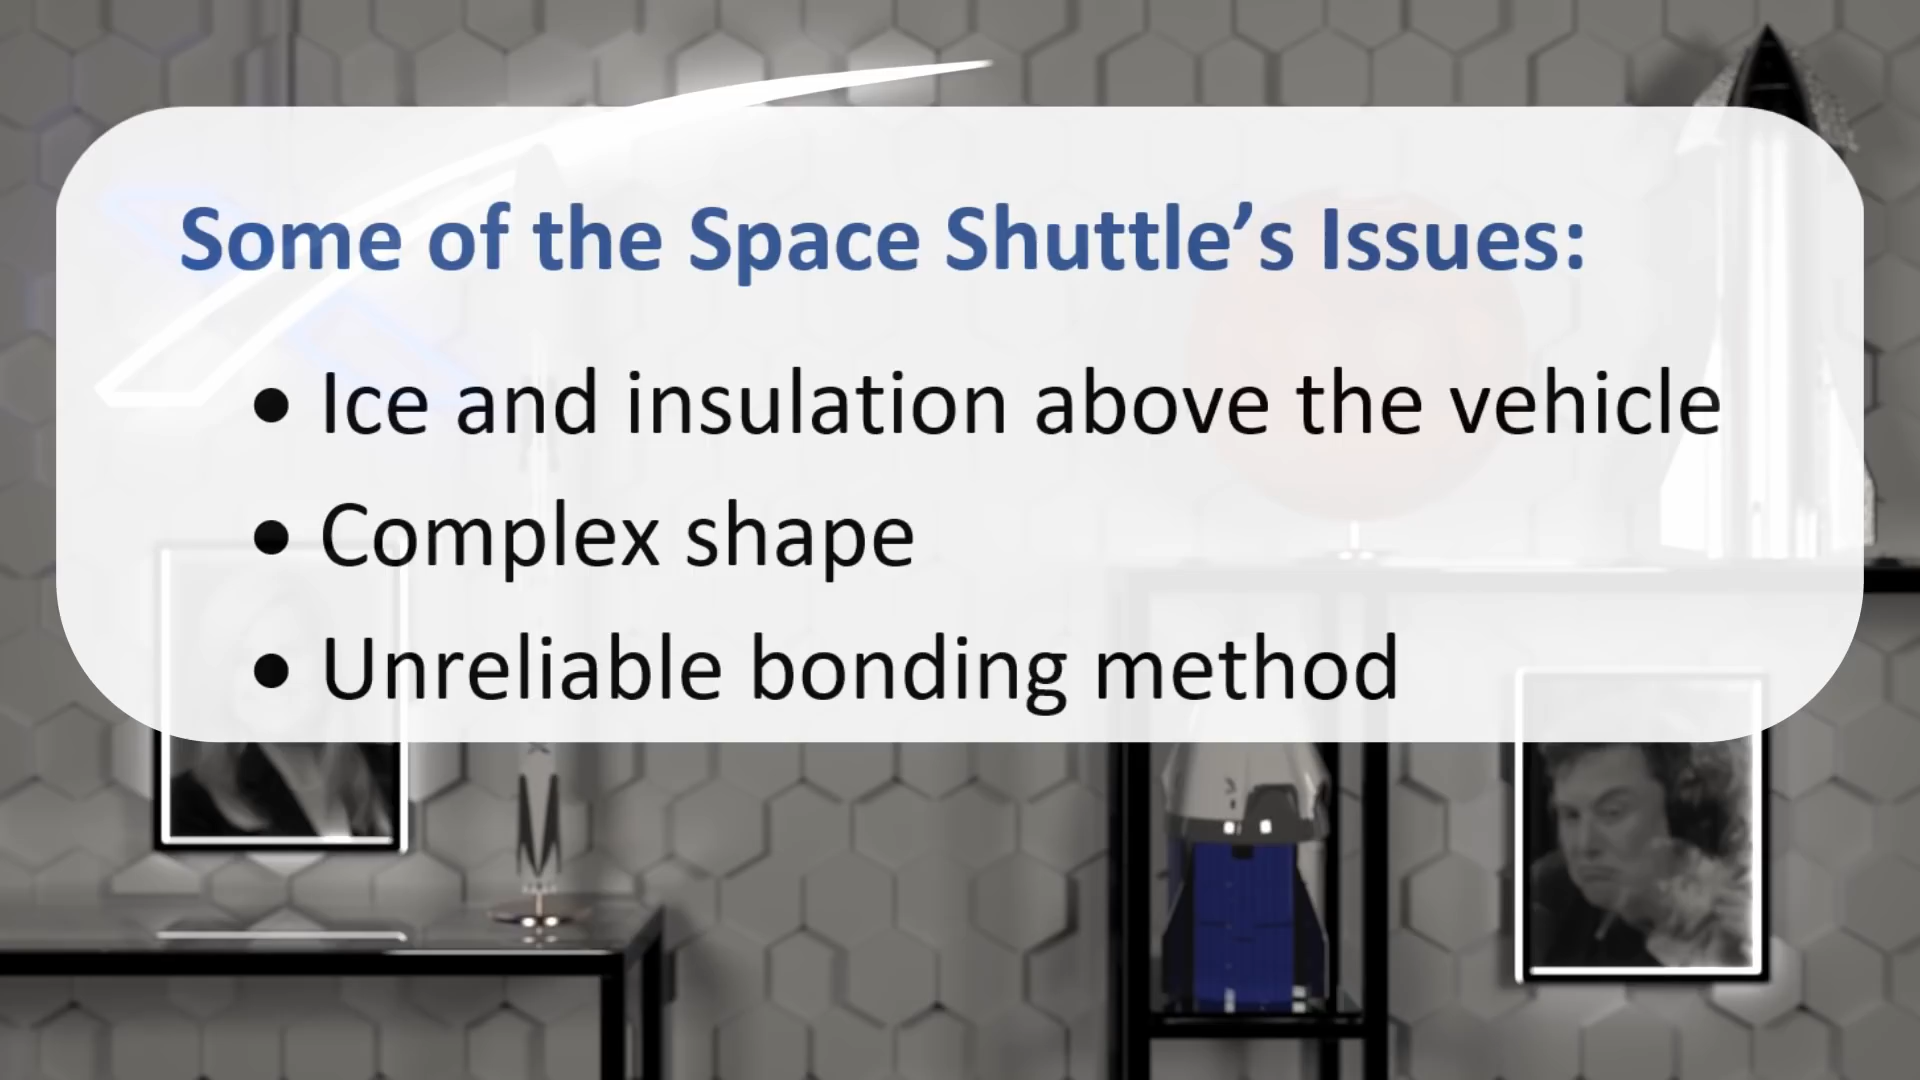 Some of the Space Shuttle’s Issues:
• Ice and insulation above the vehicle
• Complex shape
• Unreliable bonding method